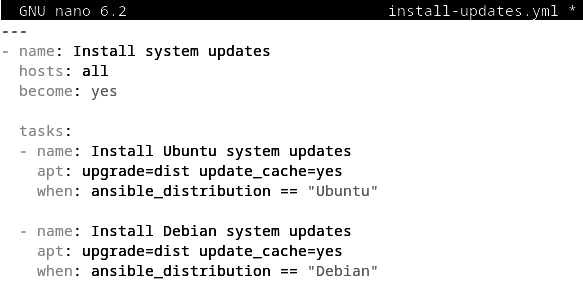 GNU nano 6.2 install-updates.yml *
---
- name: Install system updates
  hosts: all
  become: yes

  tasks:
  - name: Install Ubuntu system updates
    apt: upgrade=dist update_cache=yes
    when: ansible_distribution == "Ubuntu"

  - name: Install Debian system updates
    apt: upgrade=dist update_cache=yes
    when: ansible_distribution == "Debian"